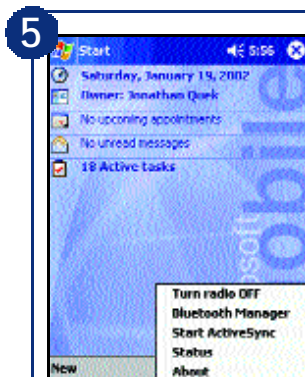 5
Start 5:56
Saturday, January 19, 2002
Owner: Jonathan Quek
No upcoming appointments
No unread messages
18 Active tasks
Turn radio OFF
Bluetooth Manager
Start ActiveSync
Status
New About